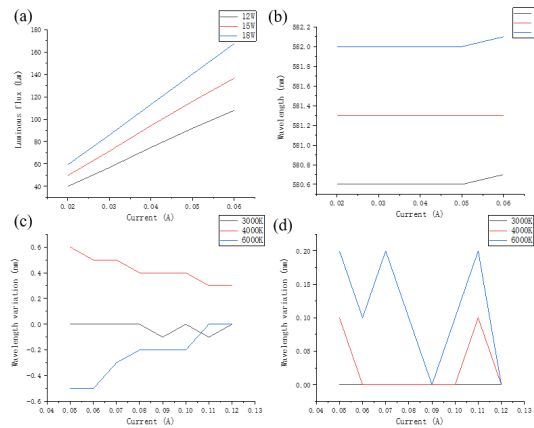 (a)
12W
15W
18W
180
160
140
120
100
80
60
40
Luminous flux (Lm)
0.02
0.03
0.04
0.05
0.06
Current (A)
(b)
582.2
582.0
581.8
581.6
581.4
581.2
581.0
580.8
580.6
Wavelength (nm)
0.02
0.03
0.04
0.05
0.06
Current (A)
(c)
3000K
4000K
6000K
0.6
0.4
0.2
0.0
-0.2
-0.4
-0.6
Wavelength variation (nm)
0.04
0.05
0.06
0.07
0.08
0.09
0.10
0.11
0.12
0.13
Current (A)
(d)
3000K
4000K
6000K
0.20
0.15
0.10
0.05
0.00
Wavelength variation (nm)
0.04
0.05
0.06
0.07
0.08
0.09
0.10
0.11
0.12
0.13
Current (A)